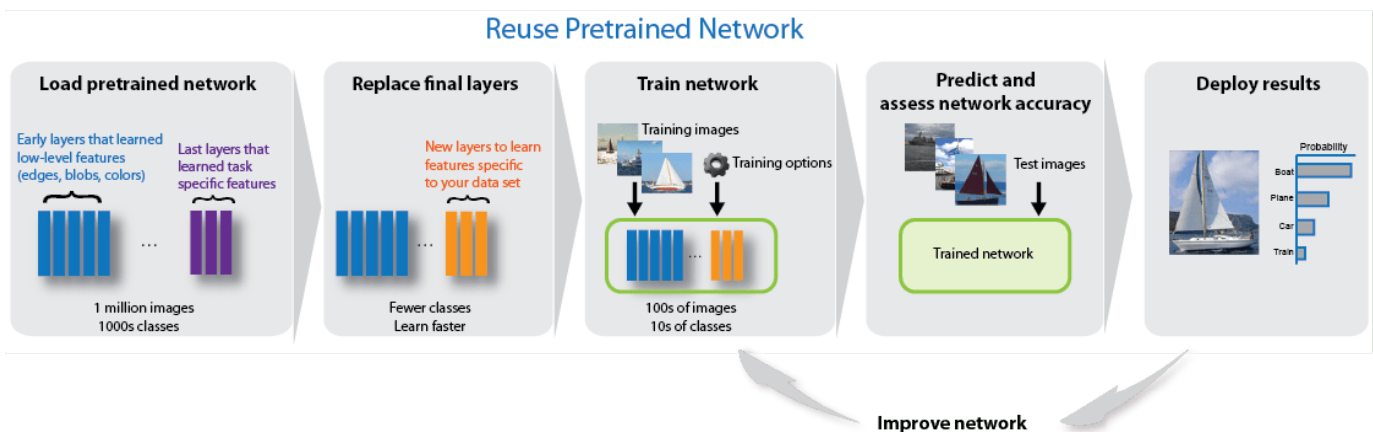 Reuse Pretrained Network
Load pretrained network
Early layers that learned
low-level features
(edges, blobs, colors)
Last layers that
learned task
specific features
...
1 million images
1000s classes
Replace final layers
New layers to learn
features specific
to your data set
...
Fewer classes
Learn faster
Train network
Training images
Training options
...
100s of images
10s of classes
Predict and
assess network accuracy
Test images
Trained network
Deploy results
Probability
Boat
Plane
Car
Train
Improve network